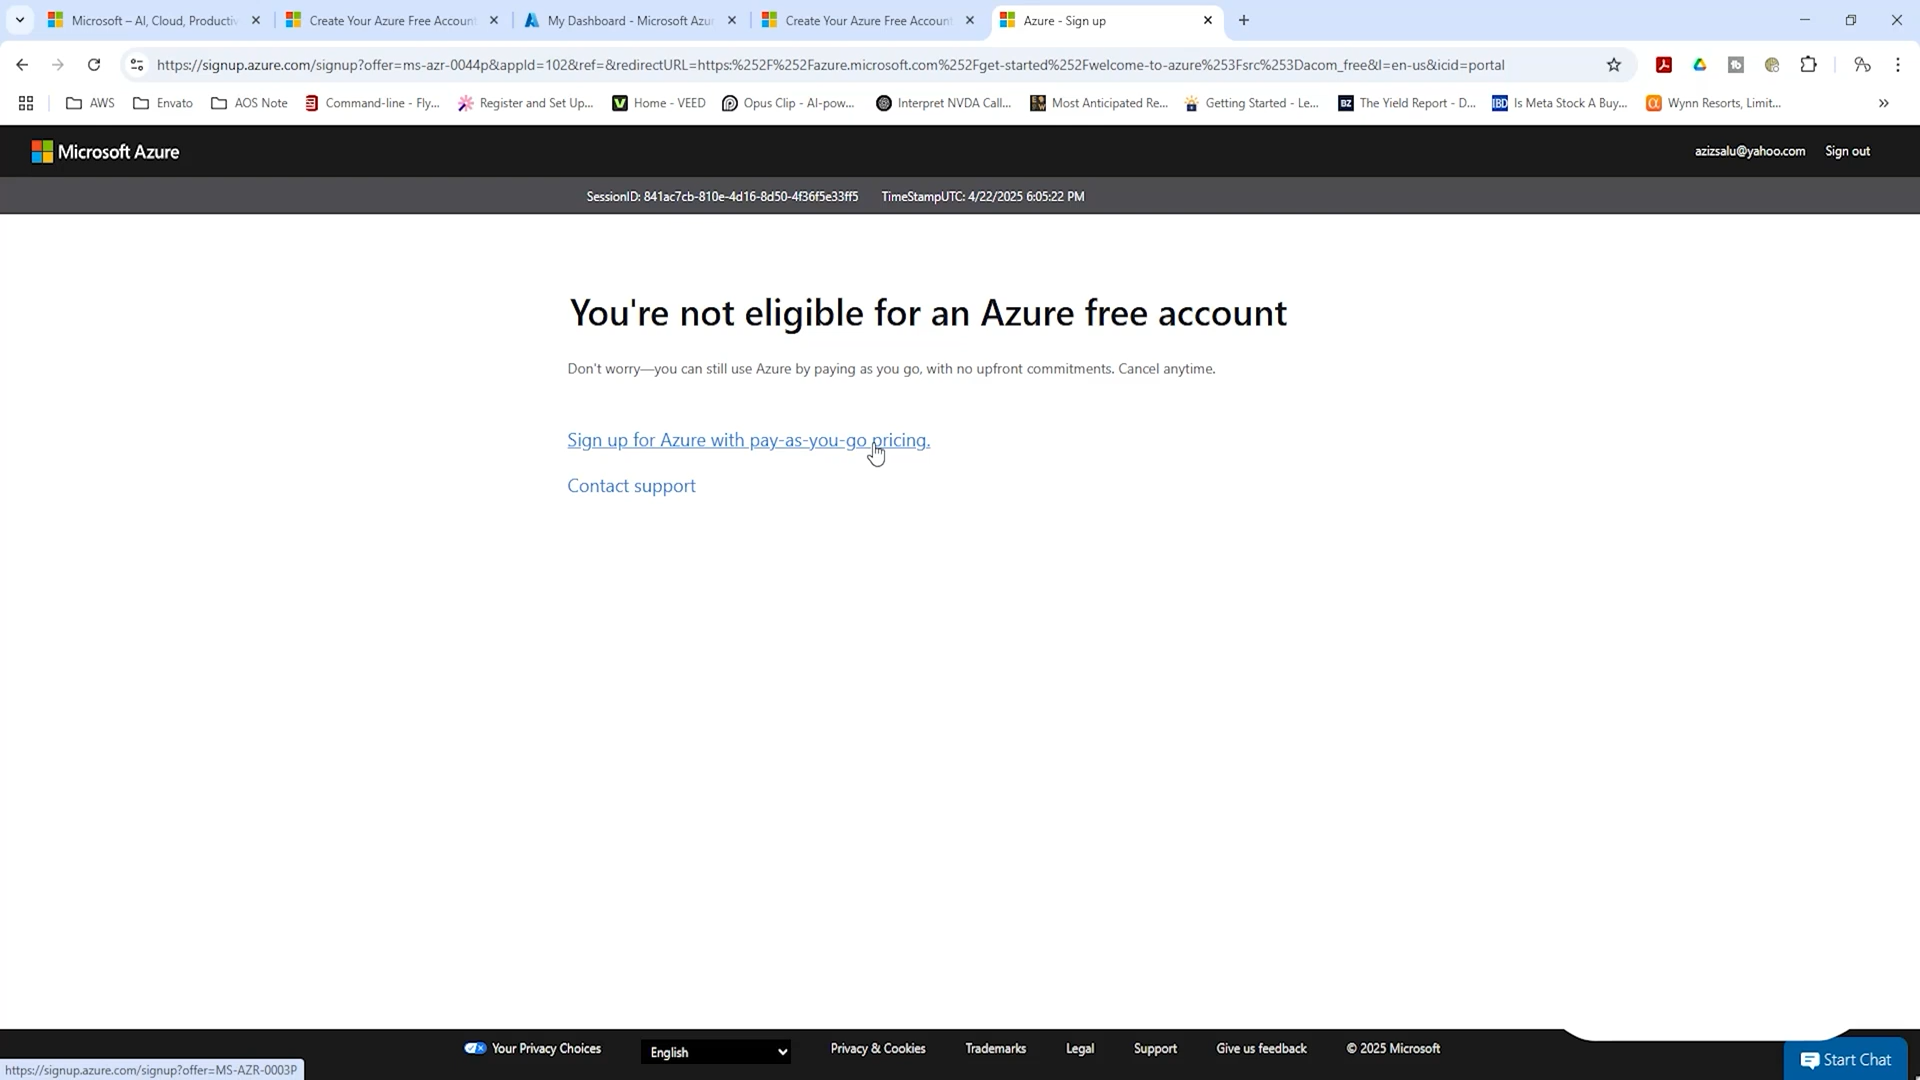 Microsoft – AI, Cloud, Productiv
Create Your Azure Free Account
My Dashboard - Microsoft Azur
Create Your Azure Free Account
Azure - Sign up
https://signup.azure.com/signup?offer=ms-azr-0044p&appId=102&ref=&redirectURL=https:%252F%252Fazure.microsoft.com%252Fget-started%252Fwelcome-to-azure%253Fsrc%253Dacom_free&l=en-us&icid=portal
AWS
Envato
AOS Note
Command-line - Fly...
Register and Set Up...
Home - VEED
Opus Clip - AI-pow...
Interpret NVDA Call...
Most Anticipated Re...
Getting Started - Le...
BZ The Yield Report - D...
IBD Is Meta Stock A Buy...
Wynn Resorts, Limit...
Microsoft Azure
azizsalu@yahoo.com Sign out
SessionID: 841ac7cb-810e-4d16-8d50-4f36f5e33ff5 TimeStampUTC: 4/22/2025 6:05:22 PM
You're not eligible for an Azure free account
Don't worry—you can still use Azure by paying as you go, with no upfront commitments. Cancel anytime.
Sign up for Azure with pay-as-you-go pricing.
Contact support
Your Privacy Choices
English
Privacy & Cookies
Trademarks
Legal
Support
Give us feedback
© 2025 Microsoft
Start Chat
https://signup.azure.com/signup?offer=MS-AZR-0003P